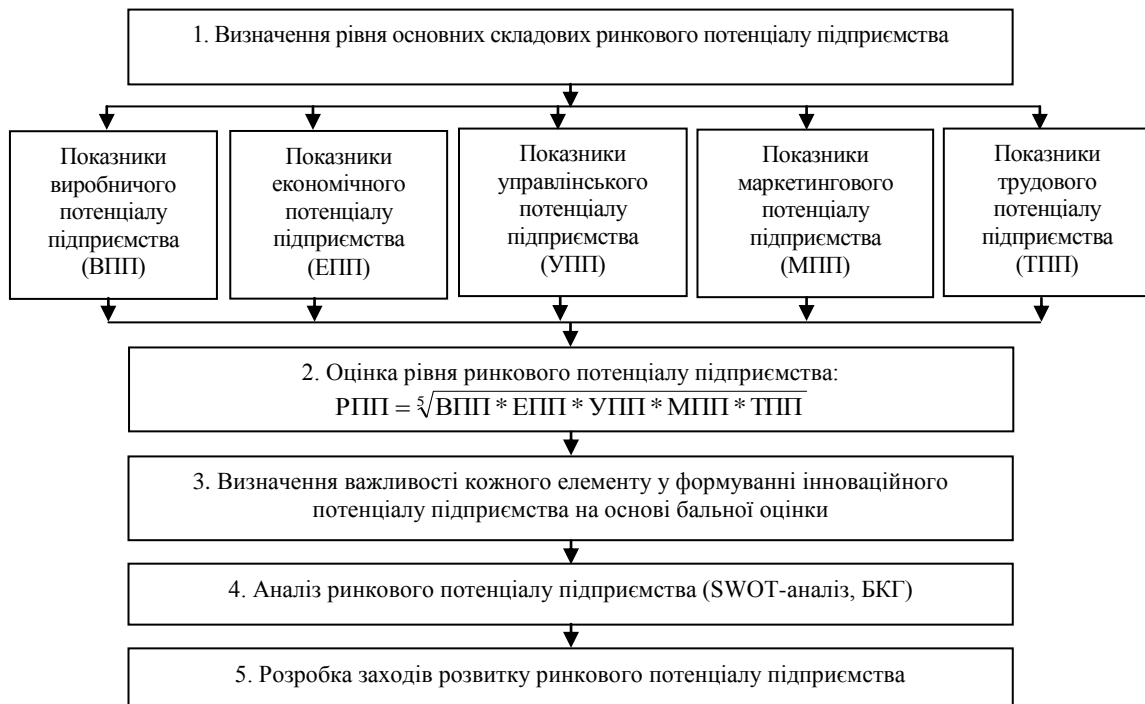 1. Визначення рівня основних складових ринкового потенціалу підприємства
Показники
виробничого
потенціалу
підприємства
(ВПП)
Показники
економічного
потенціалу
підприємства
(ЕПП)
Показники
управлінського
потенціалу
підприємства
(УПП)
Показники
маркетингового
потенціалу
підприємства
(МПП)
Показники
трудового
потенціалу
підприємства
(ТПП)
2. Оцінка рівня ринкового потенціалу підприємства:
РПП = ⁵√ВПП * ЕПП * УПП * МПП * ТПП
3. Визначення важливості кожного елементу у формуванні інноваційного
потенціалу підприємства на основі бальної оцінки
4. Аналіз ринкового потенціалу підприємства (SWOT-аналіз, БКГ)
5. Розробка заходів розвитку ринкового потенціалу підприємства